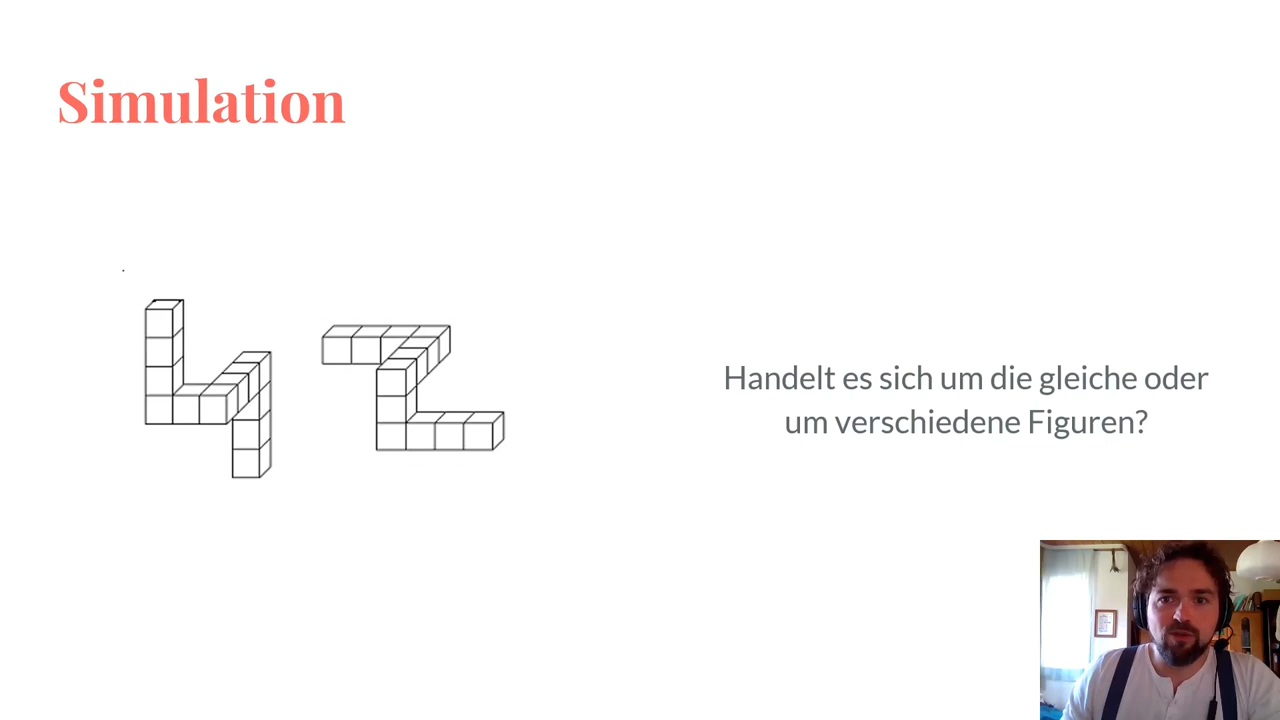 Simulation
Handelt es sich um die gleiche oder
um verschiedene Figuren?